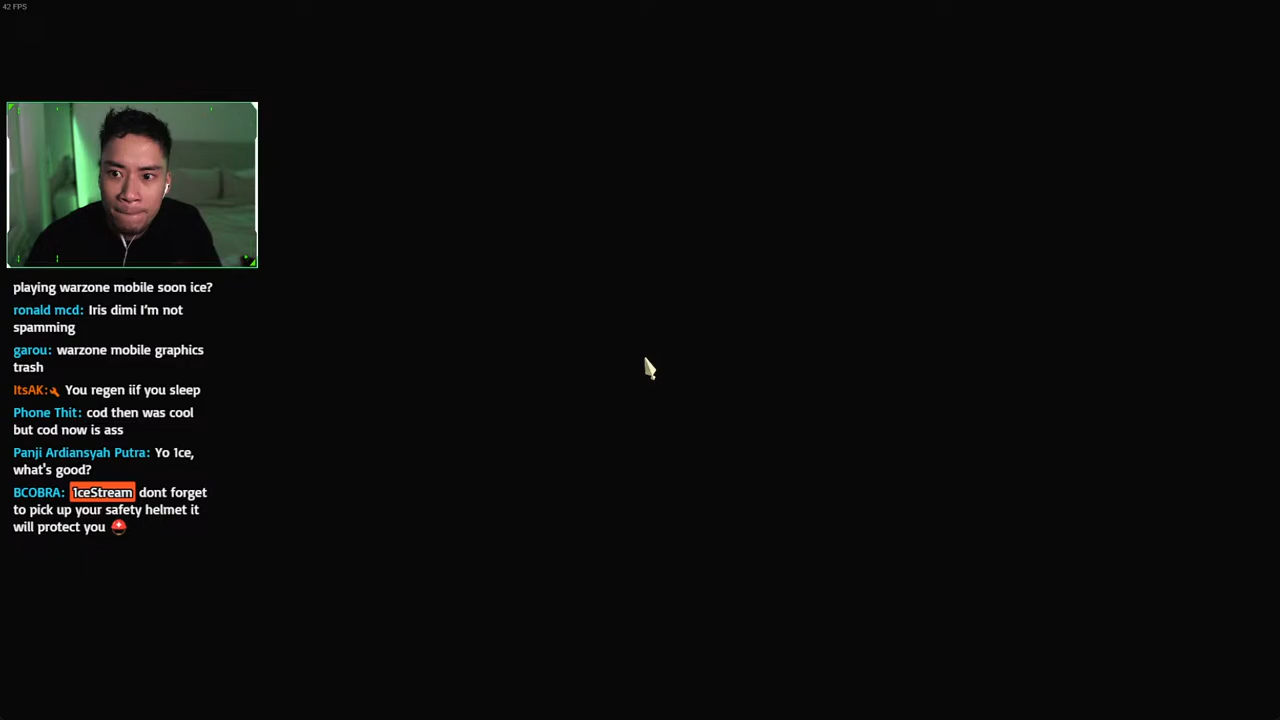 42 FPS
playing warzone mobile soon ice?
ronald mcd: Iris dimi I’m not
spamming
garou: warzone mobile graphics
trash
ItsAK: You regen iif you sleep
Phone Thit: cod then was cool
but cod now is ass
Panji Ardiansyah Putra: Yo 1ce,
what's good?
BCOBRA: 1ceStream dont forget
to pick up your safety helmet it
will protect you